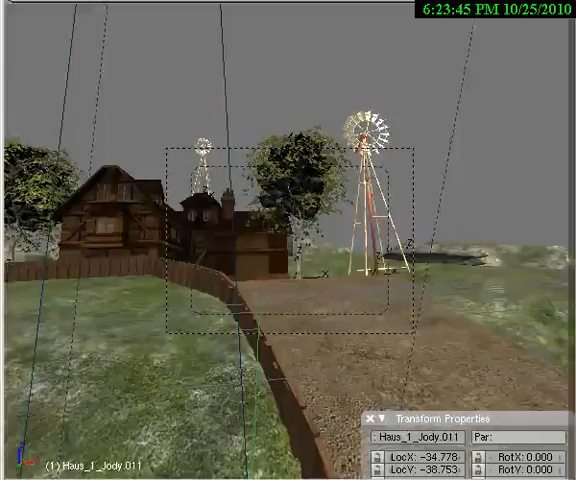 6:23:45 PM 10/25/2010
Transform Properties
: Haus_1_Jody.011
Par:
LocX: -34.778
RotX: 0.000
LocY: -38.753
RotY: 0.000
(1) Haus_1_Jody.011